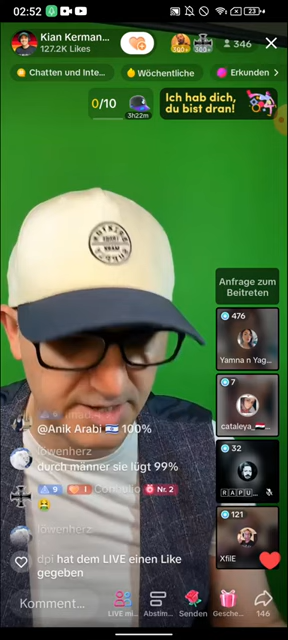 02:52
23
Kian Kerman...
127.2K Likes
100+
100+
346
Chatten und Inte...
Wöchentliche
Erkunden >
0/10
3h22m
Ich hab dich,
du bist dran!
Anfrage zum
Beitreten
476
Yamna n Yag...
7
cataleya_
32
R A P U ...
121
XfilE
@Anik Arabi 🇮🇱 100%
löwenherz
durch männer sie lügt 99%
9
I
Nr. 2
🤮
löwenherz
dpi hat dem LIVE einen Like
gegeben
Komment...
LIVE mi...
Abstim...
Senden
Gesche...
146